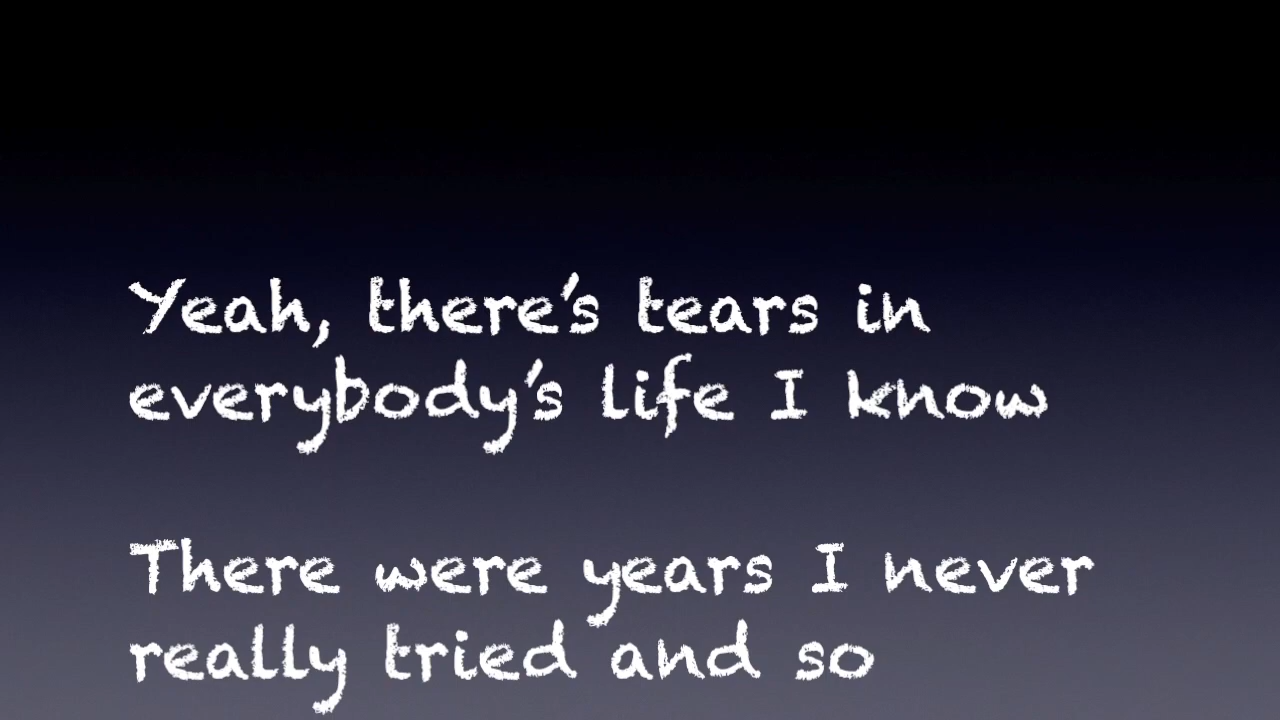 Yeah, there’s tears in
everybody’s life I know
There were years I never
really tried and so